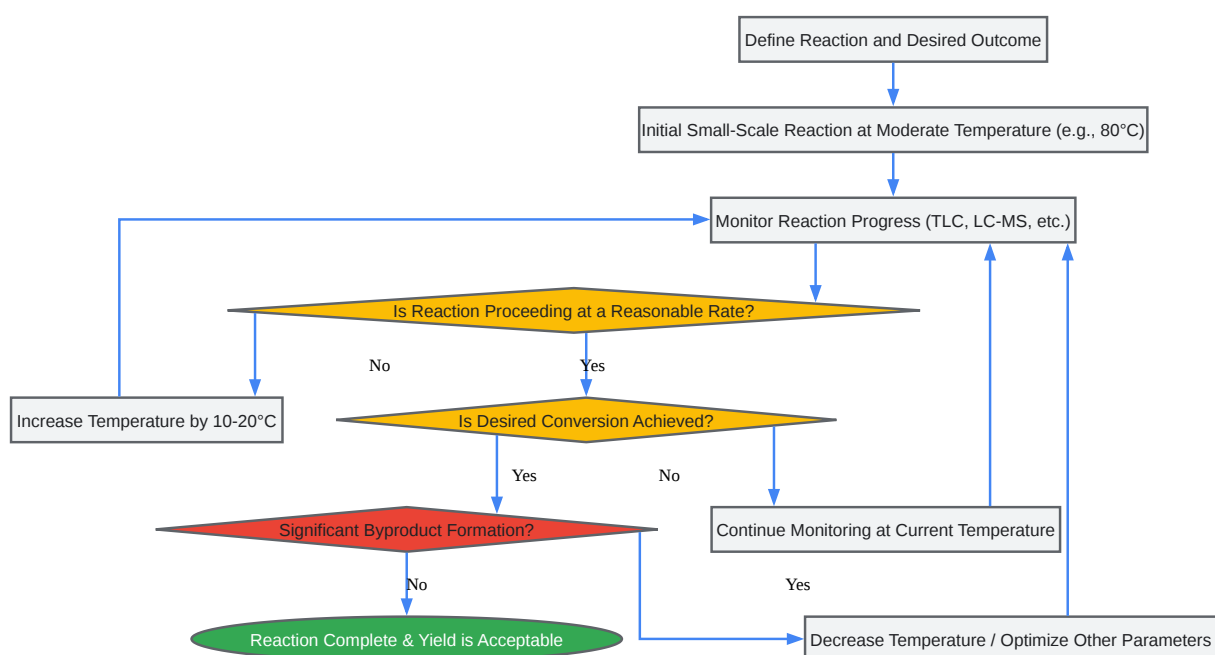 Define Reaction and Desired Outcome
Initial Small-Scale Reaction at Moderate Temperature (e.g., 80°C)
Monitor Reaction Progress (TLC, LC-MS, etc.)
Is Reaction Proceeding at a Reasonable Rate?
No
Yes
Increase Temperature by 10-20°C
Is Desired Conversion Achieved?
Yes
No
Significant Byproduct Formation?
Continue Monitoring at Current Temperature
No
Yes
Reaction Complete & Yield is Acceptable
Decrease Temperature / Optimize Other Parameters